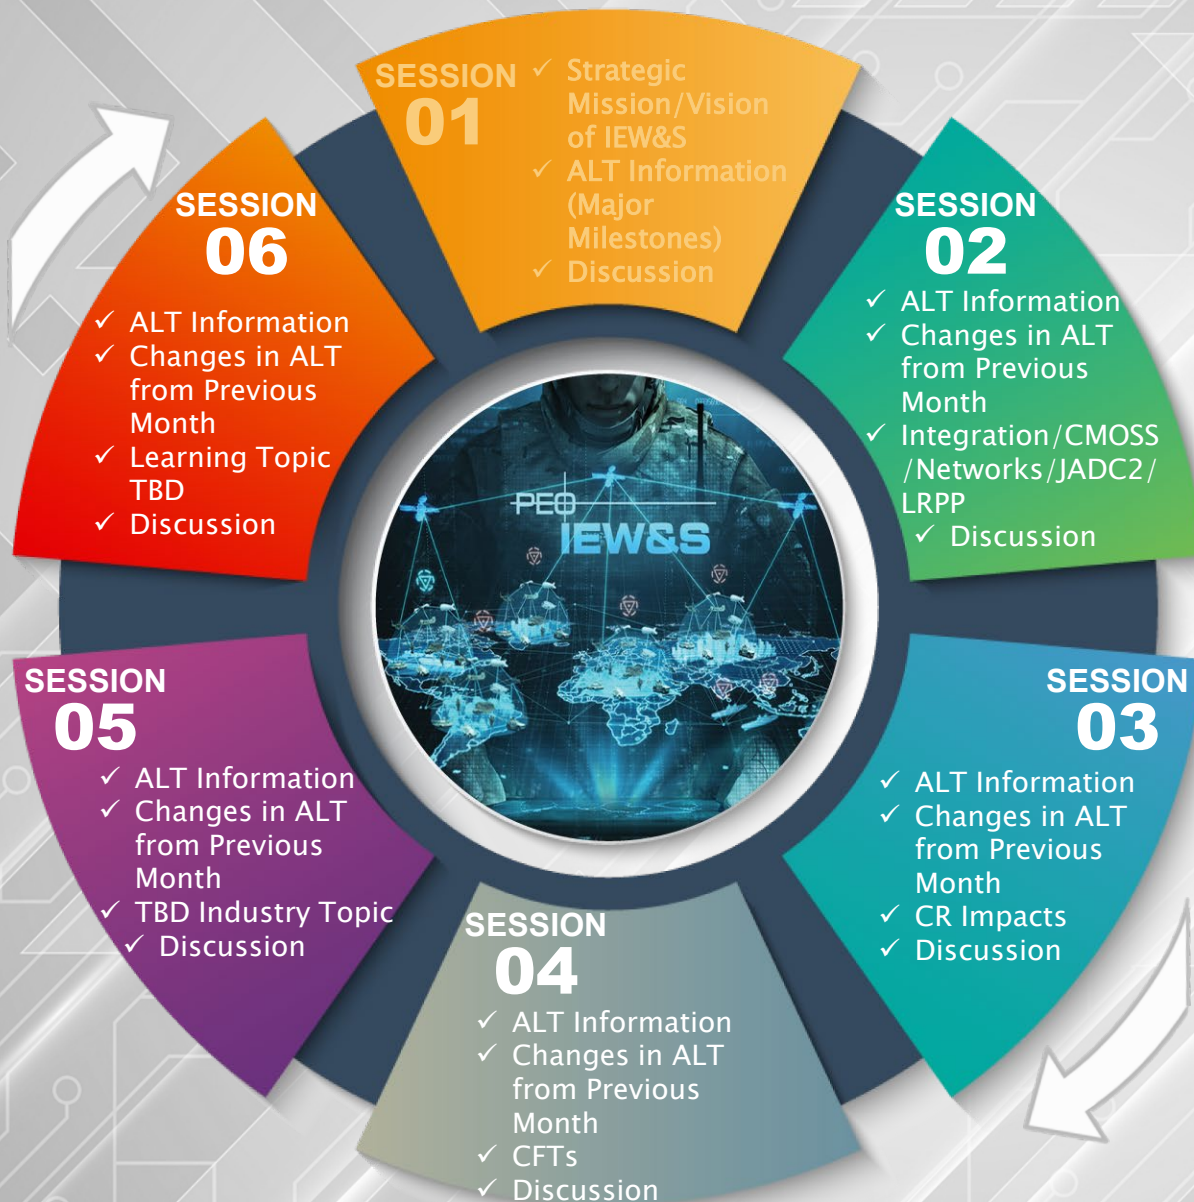 SESSION
01
✓ Strategic
Mission/Vision
of IEW&S
✓ ALT Information
(Major
Milestones)
✓ Discussion
SESSION
02
✓ ALT Information
✓ Changes in ALT
from Previous
Month
✓ Integration/CMOSS
/Networks/JADC2/
LRPP
✓ Discussion
SESSION
03
✓ ALT Information
✓ Changes in ALT
from Previous
Month
✓ CR Impacts
✓ Discussion
SESSION
04
✓ ALT Information
✓ Changes in ALT
from Previous
Month
✓ CFTs
✓ Discussion
SESSION
05
✓ ALT Information
✓ Changes in ALT
from Previous
Month
✓ TBD Industry Topic
✓ Discussion
SESSION
06
✓ ALT Information
✓ Changes in ALT
from Previous
Month
✓ Learning Topic
TBD
✓ Discussion
PEO
IEW&S